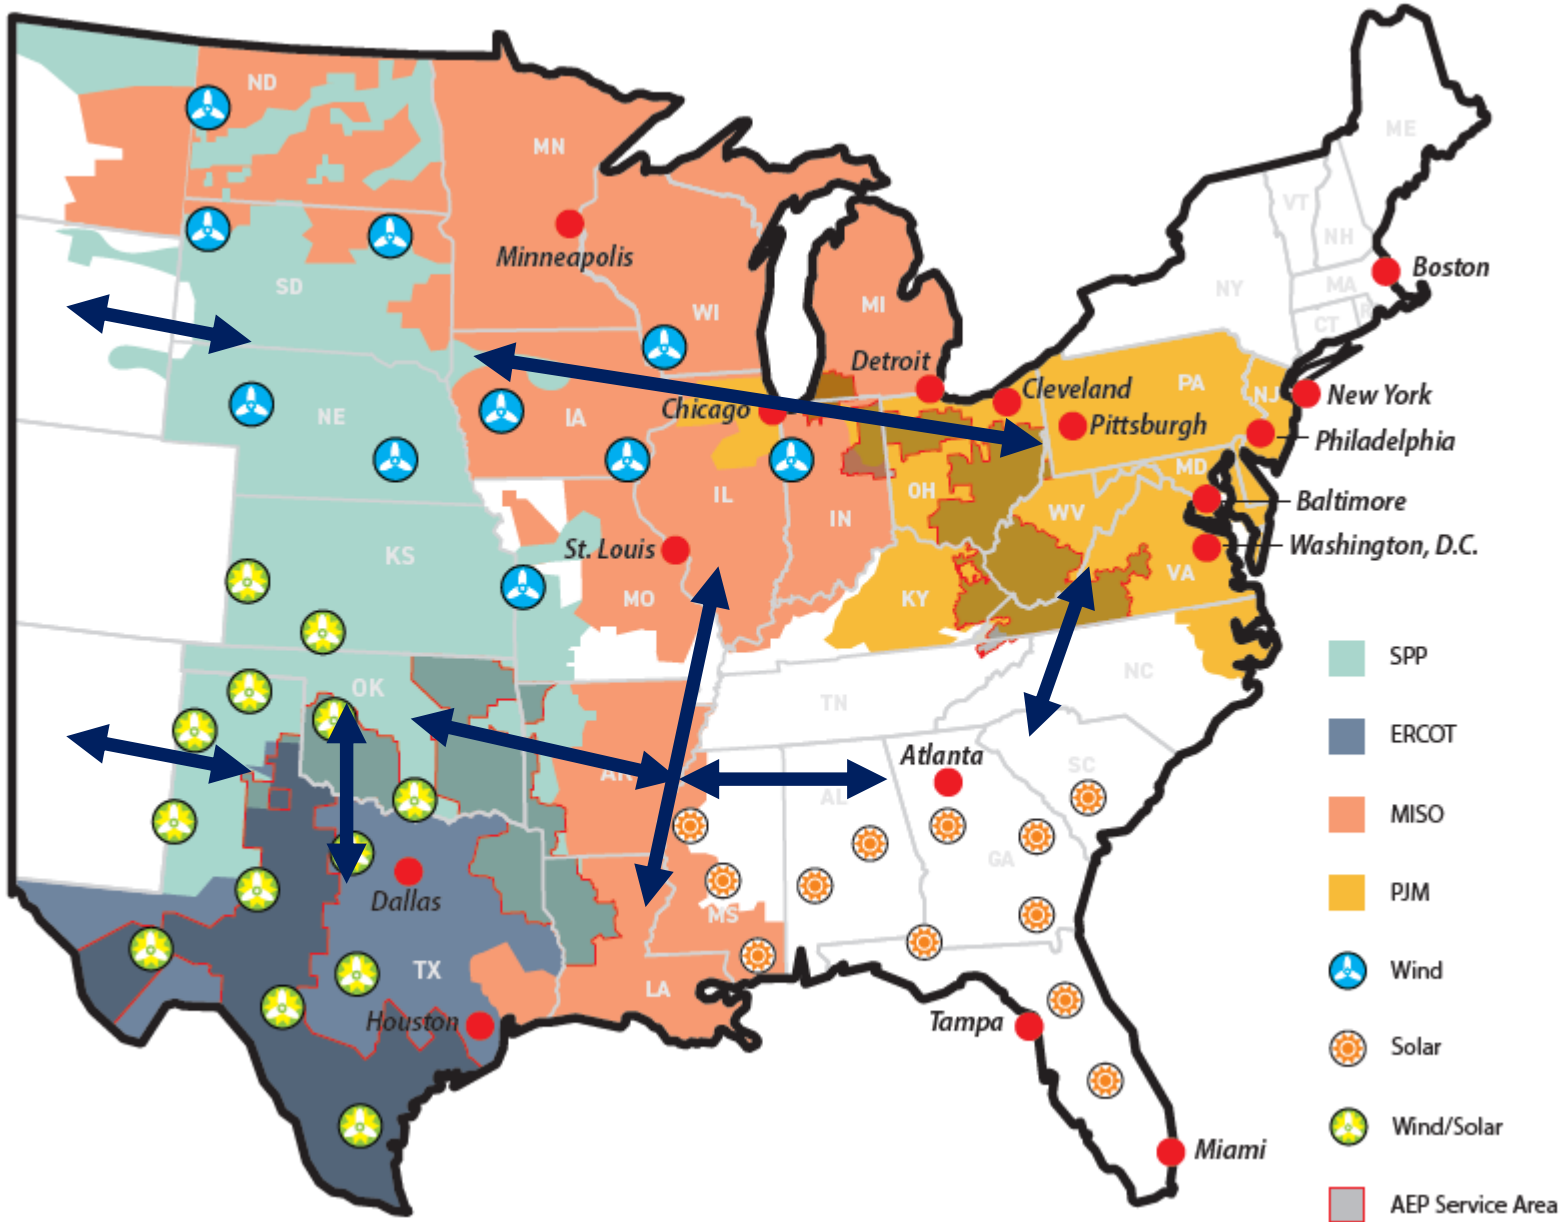 ND
MN
ME
VT
NH
Minneapolis
Boston
SD
NY
MA
WI
MI
CT
Detroit
Cleveland
PA
NJ
New York
NE
IA
Chicago
Pittsburgh
Philadelphia
MD
IL
OH
Baltimore
IN
WV
KS
St. Louis
Washington, D.C.
VA
MO
KY
SPP
NC
OK
TN
ERCOT
Atlanta
SC
AR
AL
MISO
GA
Dallas
PJM
MS
TX
Wind
LA
Houston
Tampa
Solar
Wind/Solar
Miami
AEP Service Area